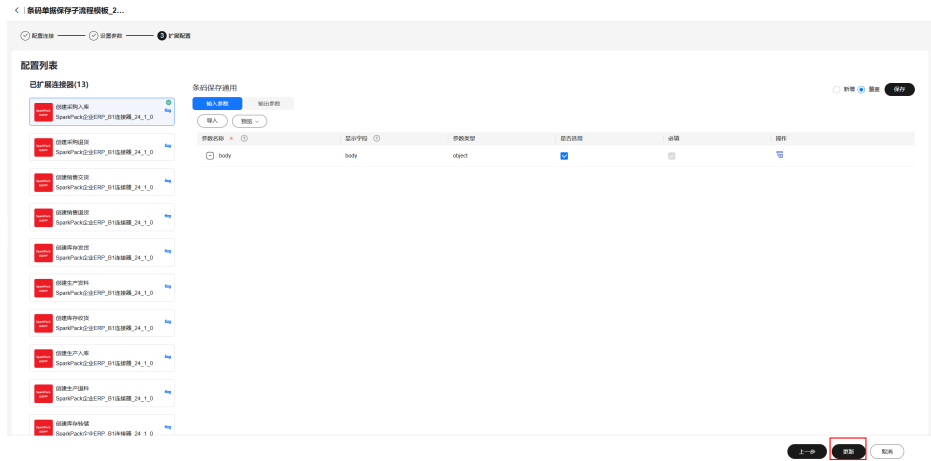 条码单据保存子流程模板_2...
配置连接
设置参数
3 扩展配置
配置列表
已扩展连接器(13)
条码保存通用
新增
覆盖
保存
输入参数
输出参数
导入
预览
参数名称 *
显示字段
参数类型
是否选用
必填
操作
body
body
object
创建采购入库
SparkPack企业ERP_B1连接器_24_1_0
创建采购退货
SparkPack企业ERP_B1连接器_24_1_0
创建销售交货
SparkPack企业ERP_B1连接器_24_1_0
创建销售退货
SparkPack企业ERP_B1连接器_24_1_0
创建库存发货
SparkPack企业ERP_B1连接器_24_1_0
创建生产发料
SparkPack企业ERP_B1连接器_24_1_0
创建库存收货
SparkPack企业ERP_B1连接器_24_1_0
创建生产入库
SparkPack企业ERP_B1连接器_24_1_0
创建生产退料
SparkPack企业ERP_B1连接器_24_1_0
创建库存转储
SparkPack企业ERP_B1连接器_24_1_0
上一步
更新
取消